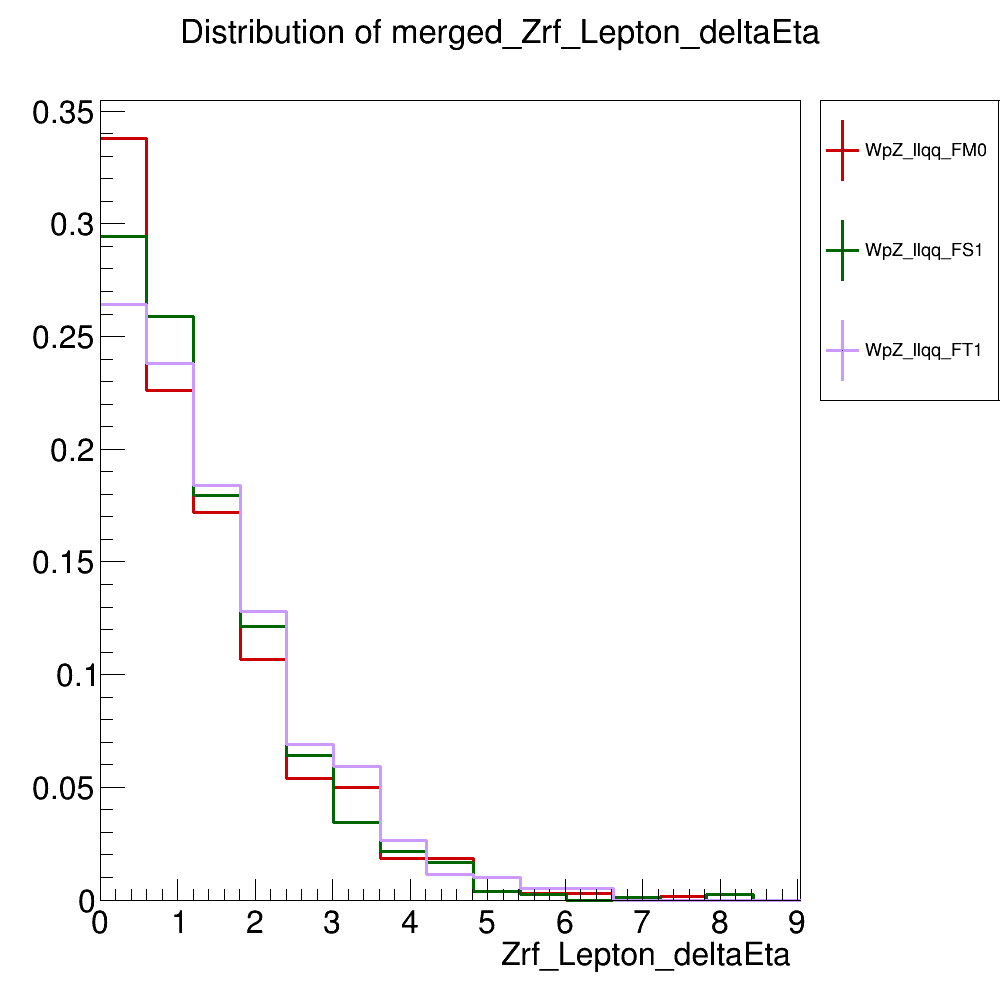 Distribution of merged_Zrf_Lepton_deltaEta
0.35
0.3
0.25
0.2
0.15
0.1
0.05
0
0 1 2 3 4 5 6 7 8 9
Zrf_Lepton_deltaEta
WpZ_llqq_FM0
WpZ_llqq_FS1
WpZ_llqq_FT1